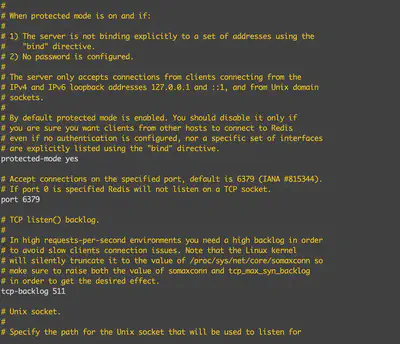 #
# When protected mode is on and if:
#
# 1) The server is not binding explicitly to a set of addresses using the
#    "bind" directive.
# 2) No password is configured.
#
# The server only accepts connections from clients connecting from the
# IPv4 and IPv6 loopback addresses 127.0.0.1 and ::1, and from Unix domain
# sockets.
#
# By default protected mode is enabled. You should disable it only if
# you are sure you want clients from other hosts to connect to Redis
# even if no authentication is configured, nor a specific set of interfaces
# are explicitly listed using the "bind" directive.
protected-mode yes

# Accept connections on the specified port, default is 6379 (IANA #815344).
# If port 0 is specified Redis will not listen on a TCP socket.
port 6379

# TCP listen() backlog.
#
# In high requests-per-second environments you need a high backlog in order
# to avoid slow clients connection issues. Note that the Linux kernel
# will silently truncate it to the value of /proc/sys/net/core/somaxconn so
# make sure to raise both the value of somaxconn and tcp_max_syn_backlog
# in order to get the desired effect.
tcp-backlog 511

# Unix socket.
#
# Specify the path for the Unix socket that will be used to listen for